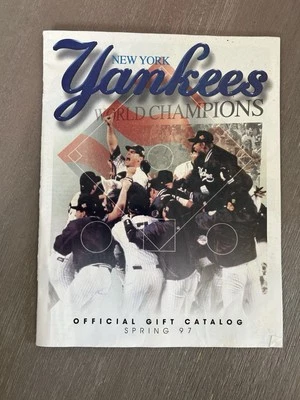 NEW YORK
Yankees
WORLD CHAMPIONS
OFFICIAL GIFT CATALOG
SPRING 97